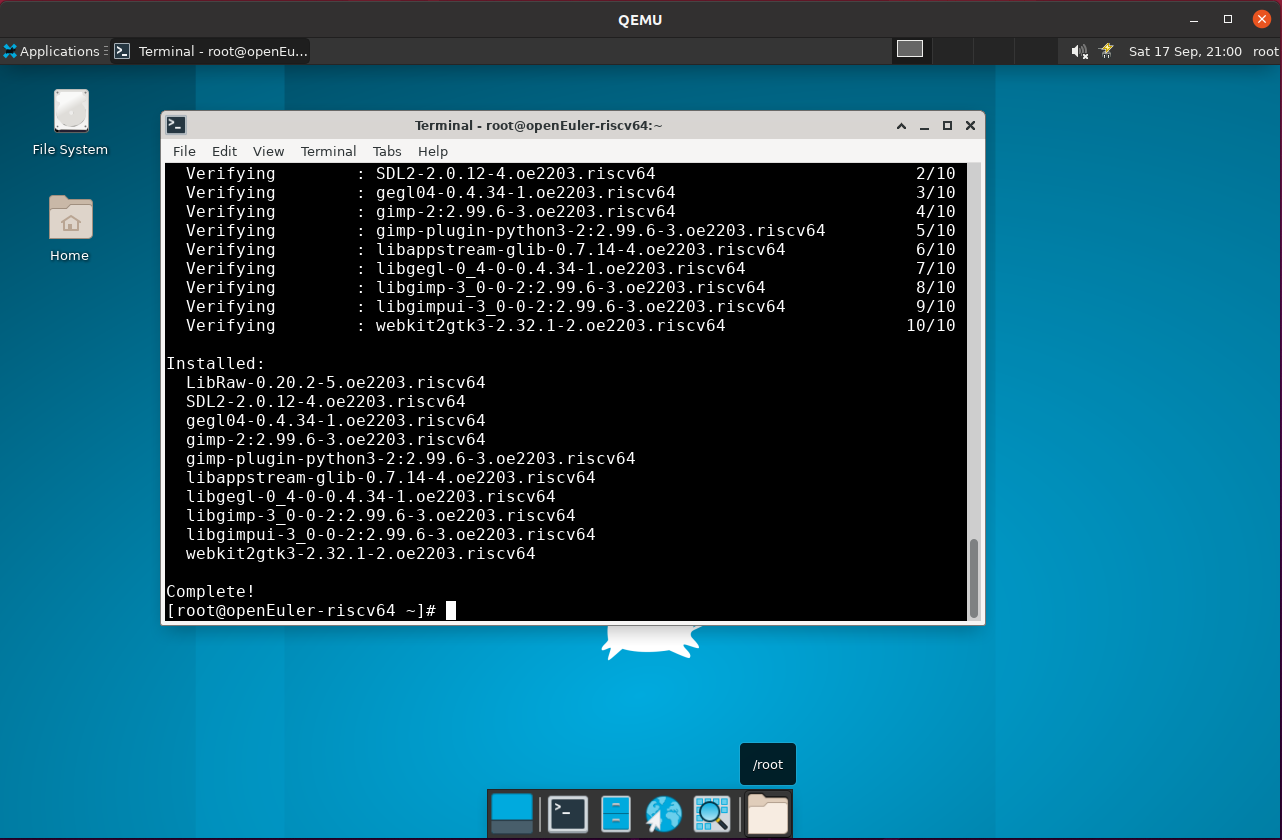 QEMU
Applications Terminal - root@openEu... Sat 17 Sep, 21:00 root
File System
Home
Terminal - root@openEuler-riscv64:~
File Edit View Terminal Tabs Help
Verifying : SDL2-2.0.12-4.oe2203.riscv64 2/10
Verifying : gegl04-0.4.34-1.oe2203.riscv64 3/10
Verifying : gimp-2:2.99.6-3.oe2203.riscv64 4/10
Verifying : gimp-plugin-python3-2:2.99.6-3.oe2203.riscv64 5/10
Verifying : libappstream-glib-0.7.14-4.oe2203.riscv64 6/10
Verifying : libgegl-0_4-0-0.4.34-1.oe2203.riscv64 7/10
Verifying : libgimp-3_0-0-2:2.99.6-3.oe2203.riscv64 8/10
Verifying : libgimpui-3_0-0-2:2.99.6-3.oe2203.riscv64 9/10
Verifying : webkit2gtk3-2.32.1-2.oe2203.riscv64 10/10
Installed:
LibRaw-0.20.2-5.oe2203.riscv64
SDL2-2.0.12-4.oe2203.riscv64
gegl04-0.4.34-1.oe2203.riscv64
gimp-2:2.99.6-3.oe2203.riscv64
gimp-plugin-python3-2:2.99.6-3.oe2203.riscv64
libappstream-glib-0.7.14-4.oe2203.riscv64
libgegl-0_4-0-0.4.34-1.oe2203.riscv64
libgimp-3_0-0-2:2.99.6-3.oe2203.riscv64
libgimpui-3_0-0-2:2.99.6-3.oe2203.riscv64
webkit2gtk3-2.32.1-2.oe2203.riscv64
Complete!
[root@openEuler-riscv64 ~]#
/root